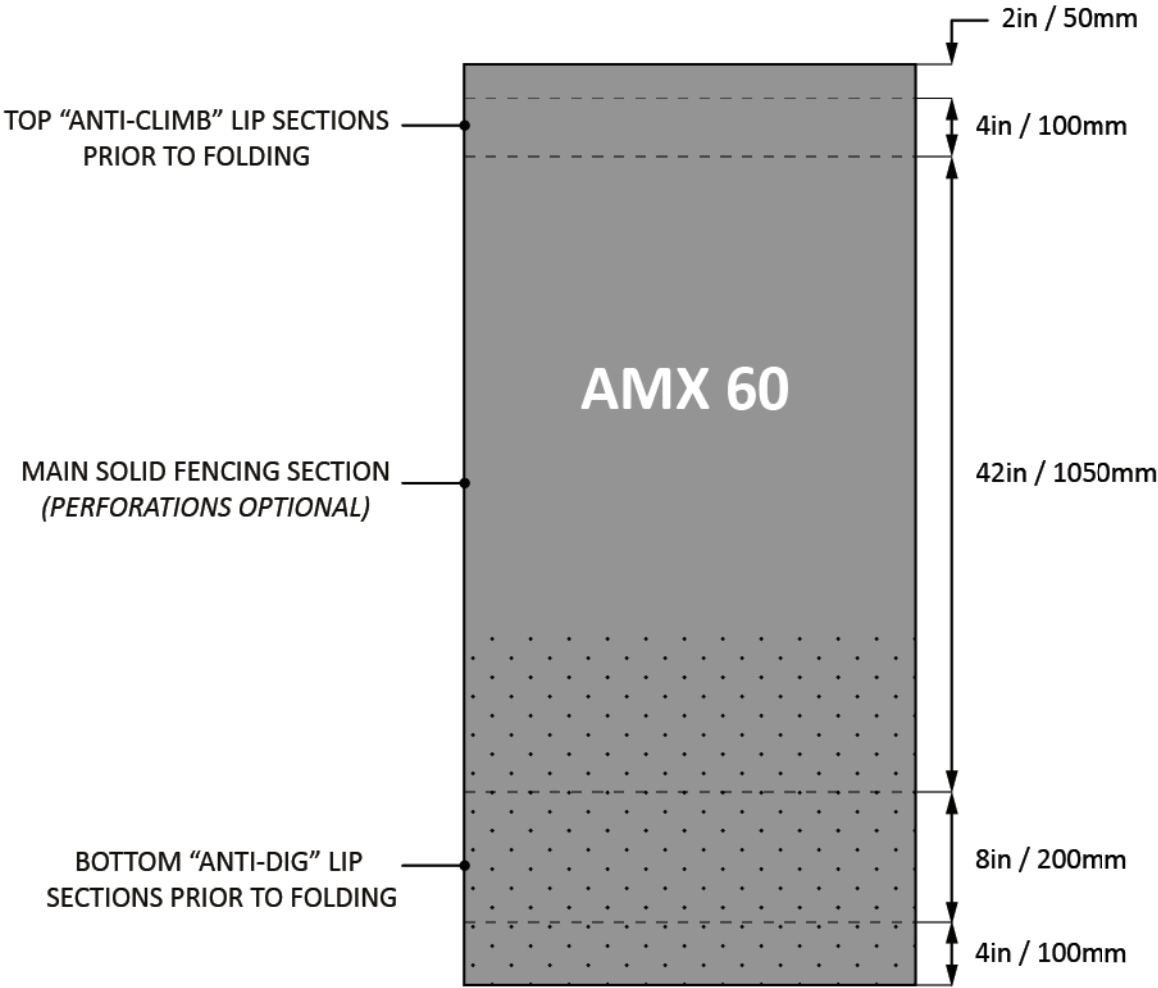 2in / 50mm
TOP “ANTI-CLIMB” LIP SECTIONS
PRIOR TO FOLDING
4in / 100mm
AMX 60
MAIN SOLID FENCING SECTION
(PERFORATIONS OPTIONAL)
42in / 1050mm
BOTTOM “ANTI-DIG” LIP
SECTIONS PRIOR TO FOLDING
8in / 200mm
4in / 100mm